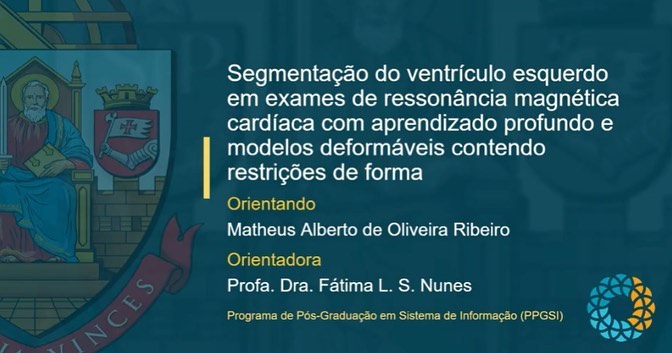 Segmentação do ventrículo esquerdo
em exames de ressonância magnética
cardíaca com aprendizado profundo e
modelos deformáveis contendo
restrições de forma
Orientando
Matheus Alberto de Oliveira Ribeiro
Orientadora
Profa. Dra. Fátima L. S. Nunes
Programa de Pós-Graduação em Sistema de Informação (PPGSI)
VINCES